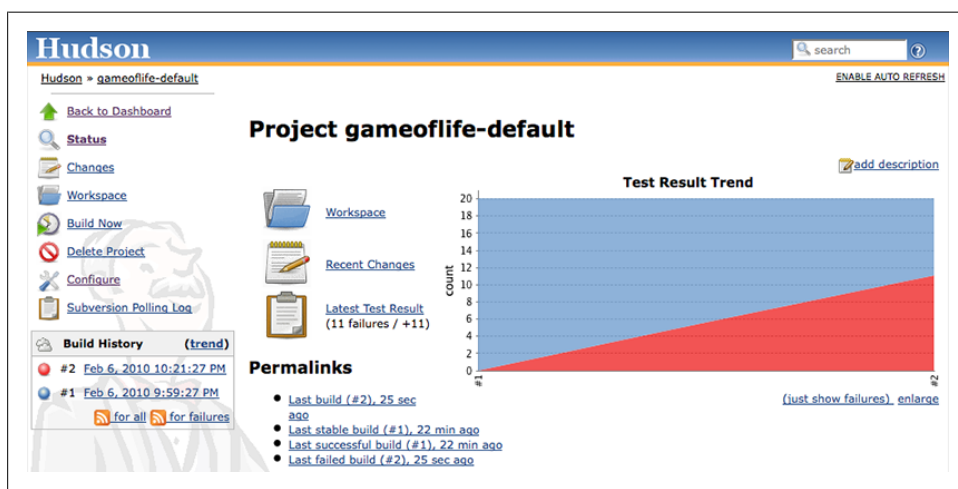 Hudson
search
Hudson » gameoflife-default
ENABLE AUTO REFRESH
Back to Dashboard
Status
Changes
Workspace
Build Now
Delete Project
Configure
Subversion Polling Log
Build History (trend)
#2 Feb 6, 2010 10:21:27 PM
#1 Feb 6, 2010 9:59:27 PM
for all for failures
Project gameoflife-default
add description
Workspace
Recent Changes
Latest Test Result
(11 failures / +11)
Test Result Trend
count
20
18
16
14
12
10
8
6
4
2
0
#1
#2
(just show failures) enlarge
Permalinks
Last build (#2), 25 sec
ago
Last stable build (#1), 22 min ago
Last successful build (#1), 22 min ago
Last failed build (#2), 25 sec ago